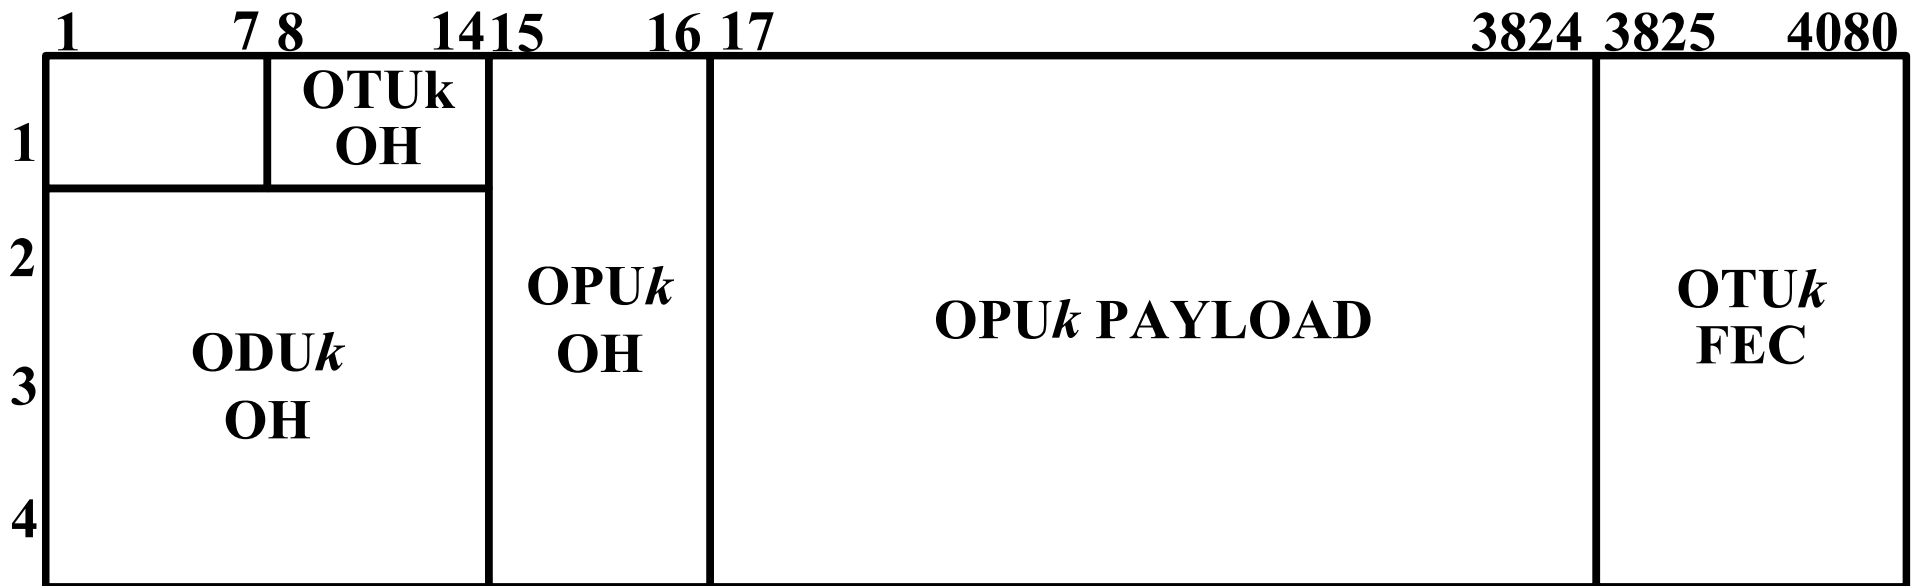 1 7 8 14 15 16 17 3824 3825 4080
OTUk
OH
1
2
3
4
ODUk
OH
OPUk
OH
OPUk PAYLOAD
OTUk
FEC